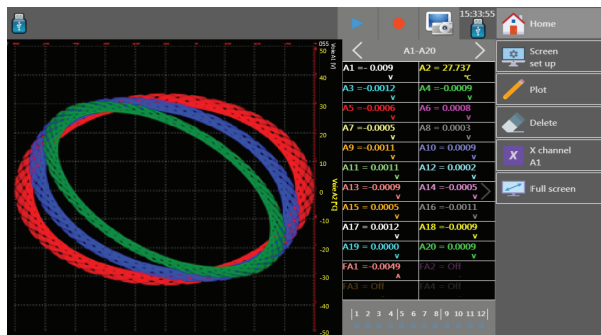 15:33:55
Home
A1-A20
Screen
set up
Plot
Delete
X
X channel
A1
Full screen
A1 =- 0.009
V
A2 = 27.737
°C
A3 =-0.0012
V
A4 =-0.0009
V
A5 =-0.0006
V
A6 = 0.0008
V
A7 =-0.0005
V
A8 = 0.0003
V
A9 =-0.0011
V
A10 = 0.0009
V
A11 = 0.0011
V
A12 = 0.0002
V
A13 =-0.0009
V
A14 =-0.0005
V
A15 = 0.0005
V
A16 =-0.0011
V
A17 = 0.0012
V
A18 =-0.0009
V
A19 = 0.0000
V
A20 = 0.0009
V
FA1 =-0.0049
A
FA2 = Off
FA3 = Off
FA4 = Off
1 2 3 4 5 6 7 8 9 10 11 12
50
40
30
20
10
0
-10
-20
-30
-40
-50